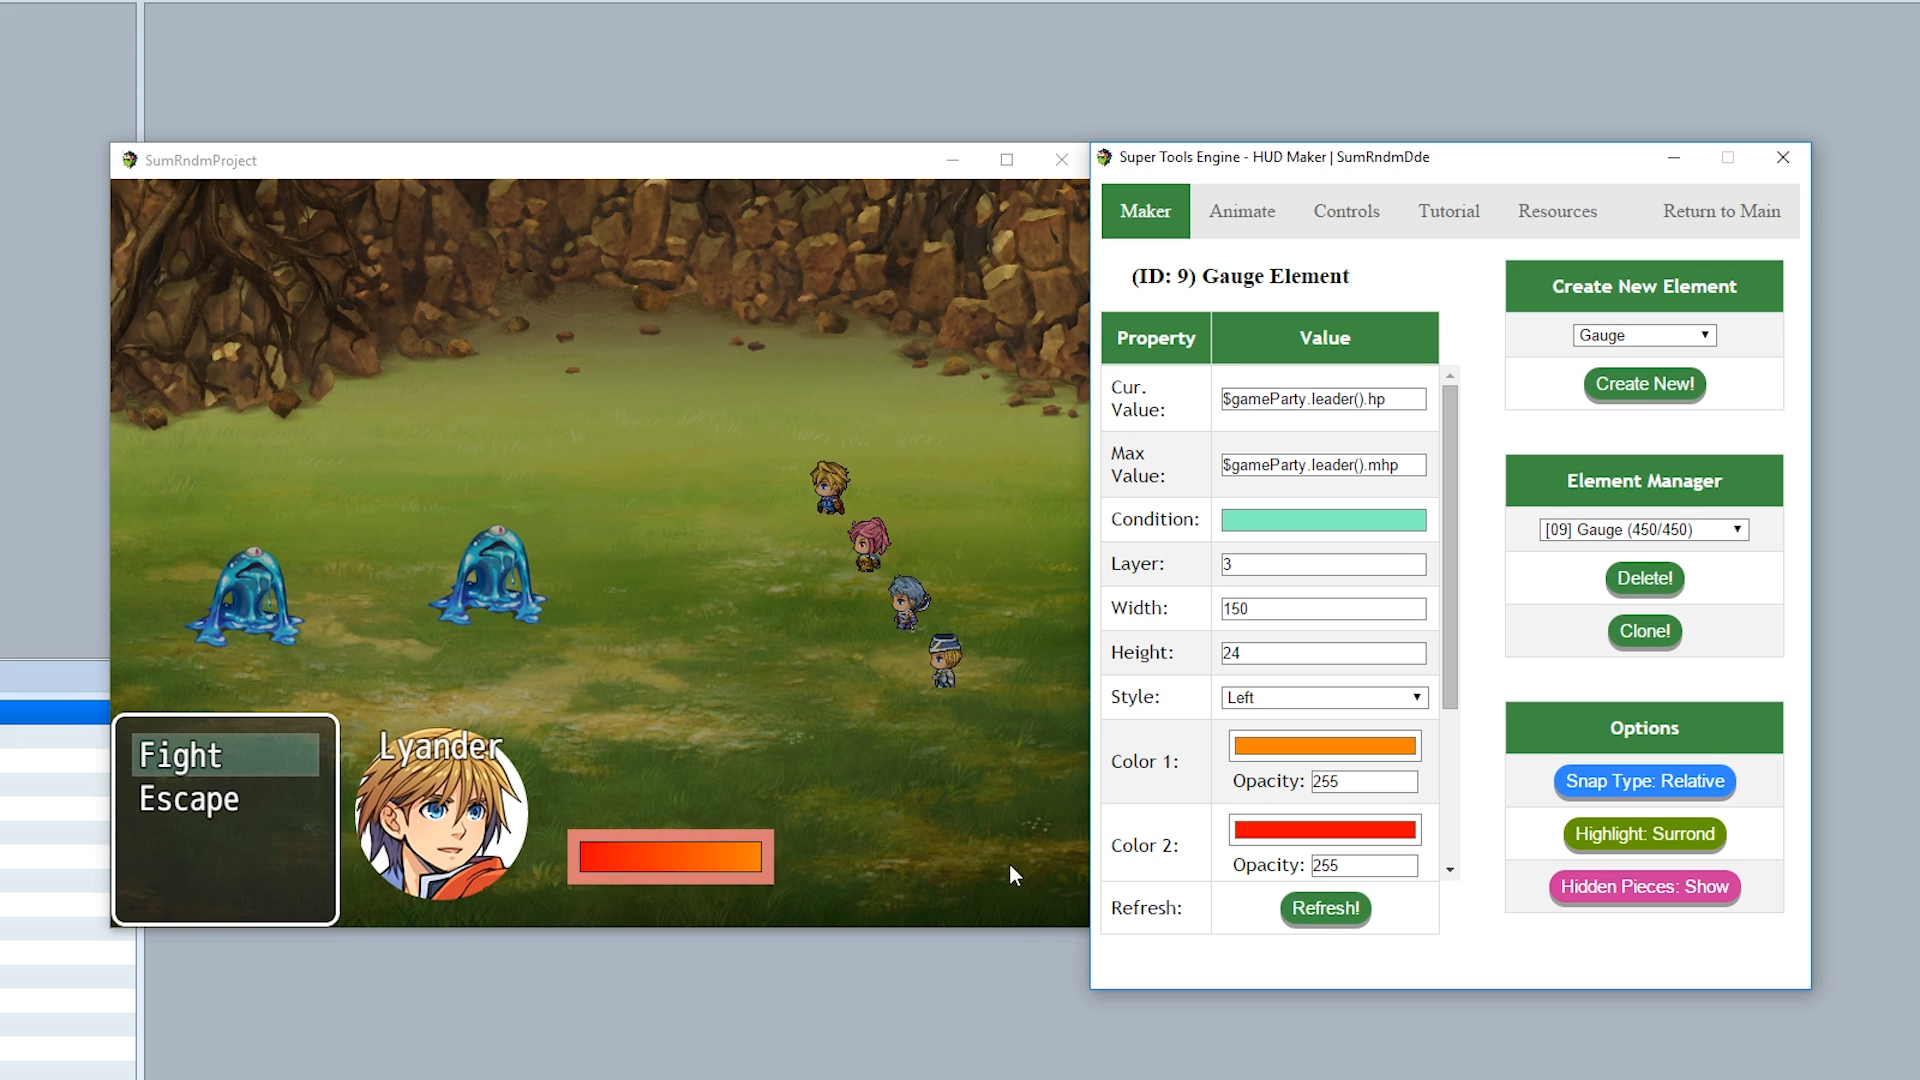 SumRndmProject
Fight
Escape
Lyander
Super Tools Engine - HUD Maker | SumRndmDde
Maker Animate Controls Tutorial Resources Return to Main
(ID: 9) Gauge Element
Property Value
Cur.
Value:
$gameParty.leader().hp
Max
Value:
$gameParty.leader().mhp
Condition:
Layer: 3
Width: 150
Height: 24
Style: Left
Color 1:
Opacity: 255
Color 2:
Opacity: 255
Refresh: Refresh!
Create New Element
Gauge
Create New!
Element Manager
[09] Gauge (450/450)
Delete!
Clone!
Options
Snap Type: Relative
Highlight: Surrond
Hidden Pieces: Show